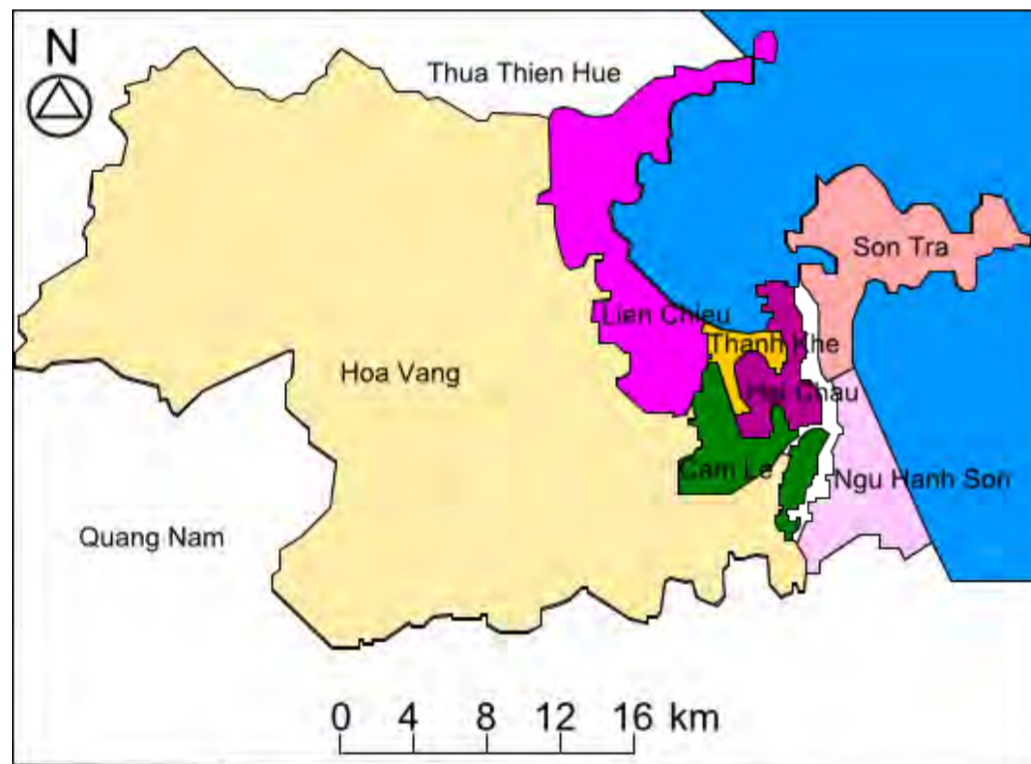 N
Thua Thien Hue
Son Tra
Lien Chieu
Thanh Khe
Hoa Vang
Hai Chau
Cam Le
Ngu Hanh Son
Quang Nam
0 4 8 12 16 km